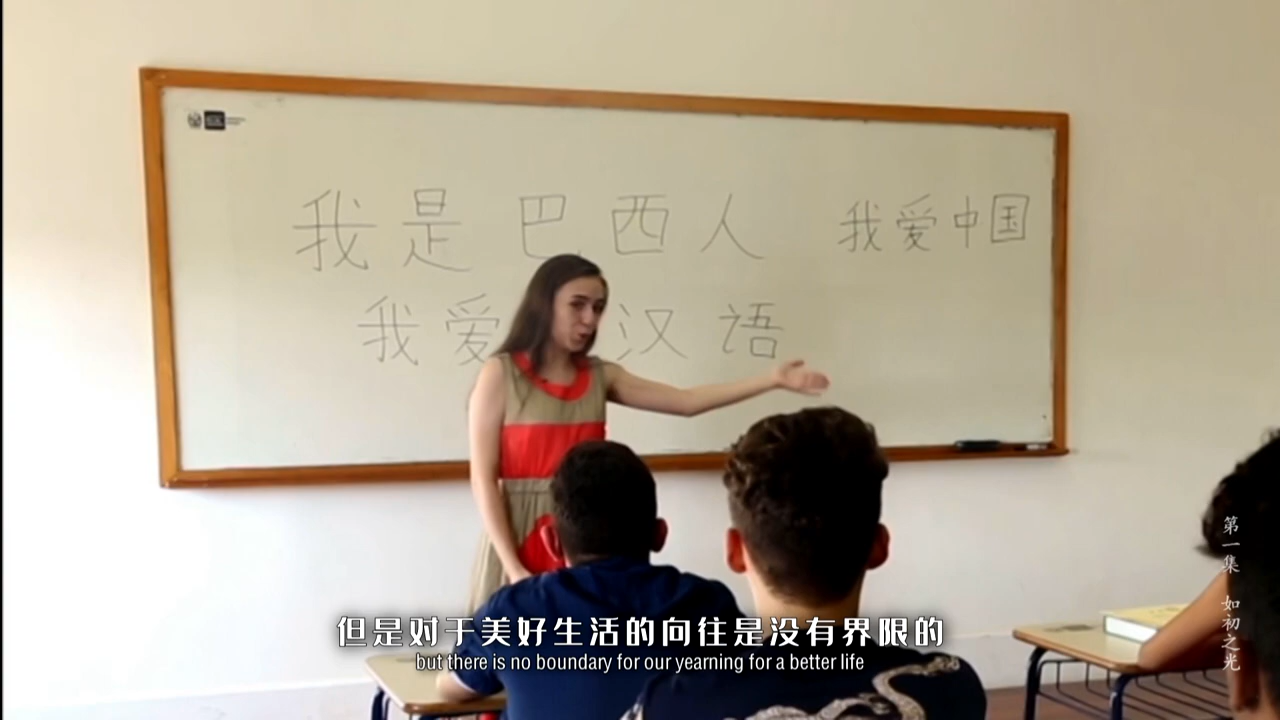 我是巴西人
我爱中国
我爱汉语
但是对于美好生活的向往是没有界限的
but there is no boundary for our yearning for a better life
第一集 如初之光